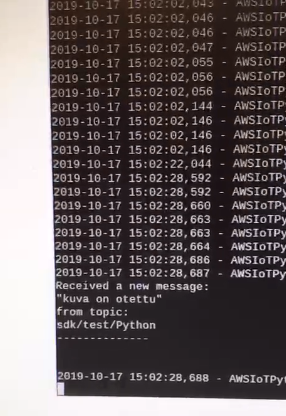 2019-10-17 15:02:02,043 - AWSIoTP
2019-10-17 15:02:02,046 - AWSIoTP
2019-10-17 15:02:02,046 - AWSIoTP
2019-10-17 15:02:02,047 - AWSIoTP
2019-10-17 15:02:02,055 - AWSIoTP
2019-10-17 15:02:02,056 - AWSIoTP
2019-10-17 15:02:02,056 - AWSIoTP
2019-10-17 15:02:02,144 - AWSIoTP
2019-10-17 15:02:02,146 - AWSIoTP
2019-10-17 15:02:02,146 - AWSIoTPy
2019-10-17 15:02:02,146 - AWSIoTPy
2019-10-17 15:02:22,044 - AWSIoTPy
2019-10-17 15:02:28,592 - AWSIoTPy
2019-10-17 15:02:28,592 - AWSIoTPy
2019-10-17 15:02:28,660 - AWSIoTPy
2019-10-17 15:02:28,663 - AWSIoTPy
2019-10-17 15:02:28,663 - AWSIoTPy
2019-10-17 15:02:28,664 - AWSIoTPy
2019-10-17 15:02:28,686 - AWSIoTPy
2019-10-17 15:02:28,687 - AWSIoTPy
Received a new message:
"kuva on otettu"
from topic:
sdk/test/Python
--------------
2019-10-17 15:02:28,688 - AWSIoTPyt